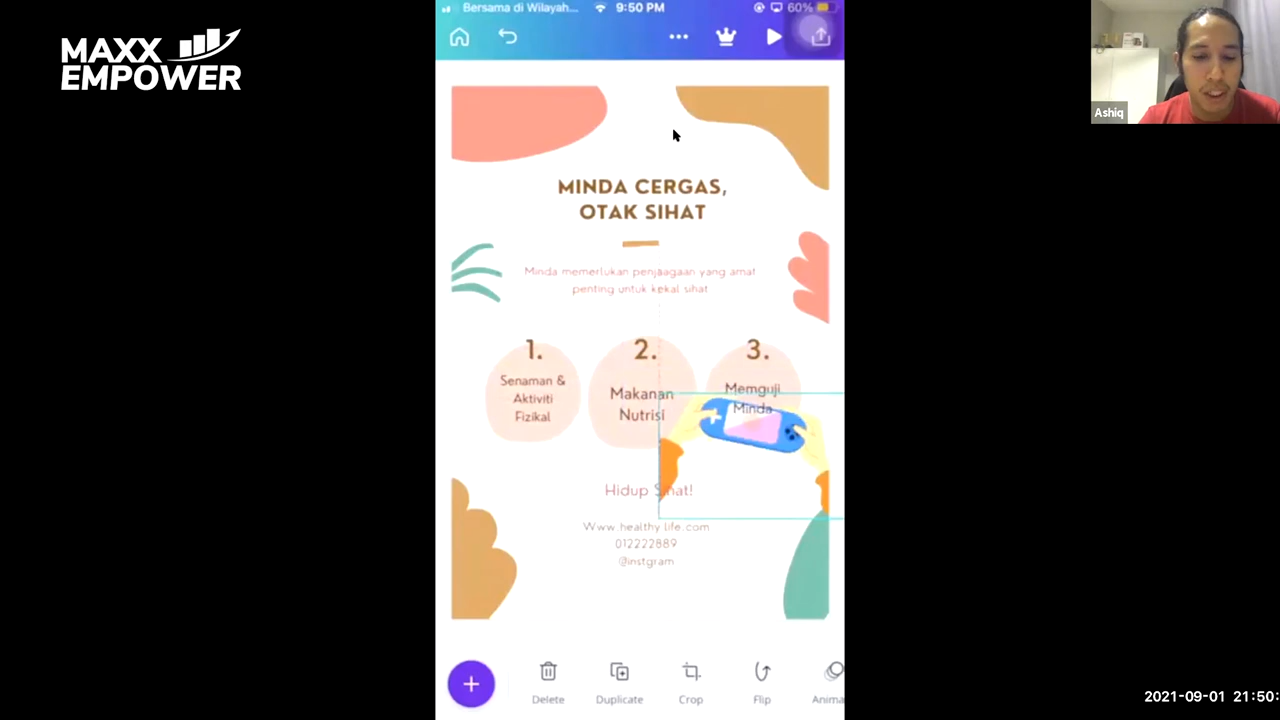 MAXX
EMPOWER
Bersama di Wilayah...
9:50 PM
60%
Ashiq
MINDA CERGAS,
OTAK SIHAT
Minda memerlukan penjaagaan yang amat
penting untuk kekal sihat
1.
2.
3.
Senaman &
Aktiviti
Fizikal
Makanan
Nutrisi
Memguji
Minda
Hidup Sihat!
Www.healthy life.com
012222889
@instgram
Delete
Duplicate
Crop
Flip
Anima
2021-09-01 21:50: